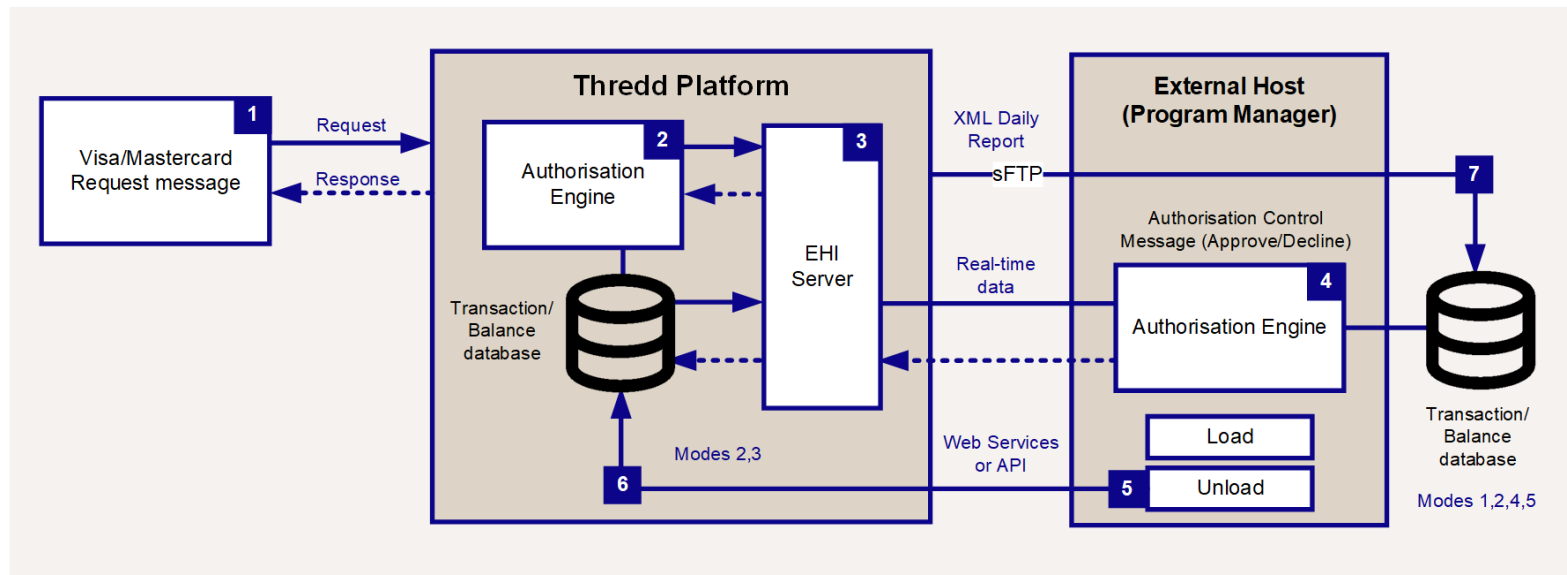 Thredd Platform
External Host
(Program Manager)
1
Visa/Mastercard
Request message
Request
Response
2
Authorisation
Engine
3
EHI
Server
Transaction/
Balance
database
Modes 2,3
6
XML Daily
Report
sFTP
7
Real-time
data
Authorisation Control
Message (Approve/Decline)
4
Authorisation Engine
Web Services
or API
Load
5
Unload
Transaction/
Balance
database
Modes 1,2,4,5